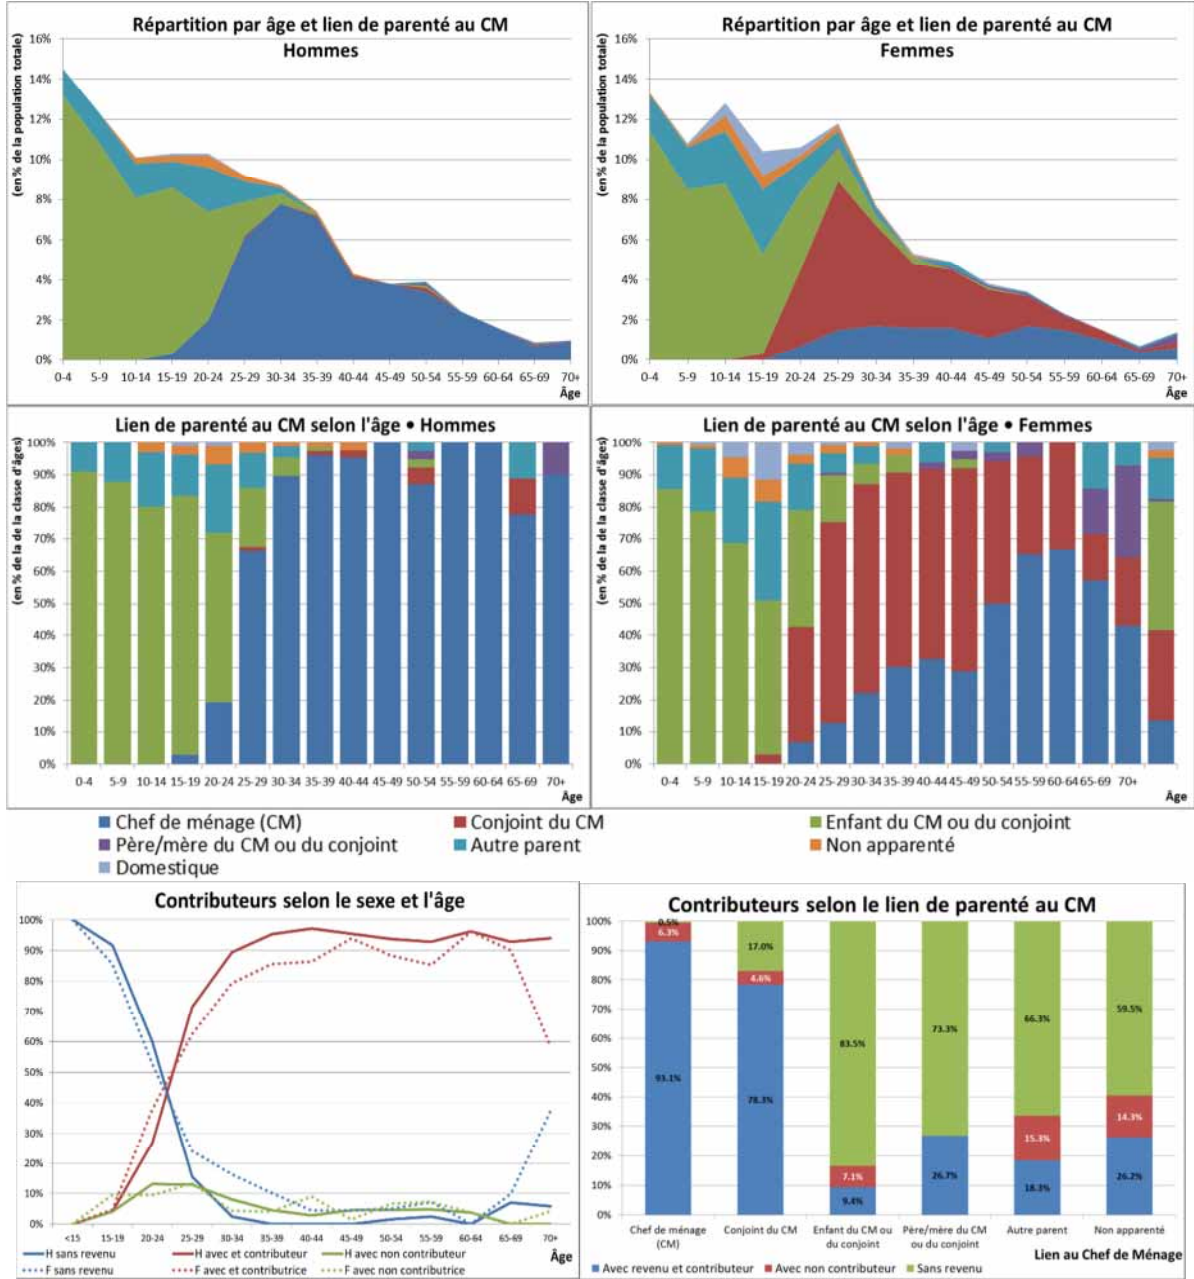 Répartition par âge et lien de parenté au CM
Hommes
(en % de la population totale)
16%
14%
12%
10%
8%
6%
4%
2%
0%
0-4 5-9 10-14 15-19 20-24 25-29 30-34 35-39 40-44 45-49 50-54 55-59 60-64 65-69 70+
Âge
Répartition par âge et lien de parenté au CM
Femmes
(en % de la population totale)
16%
14%
12%
10%
8%
6%
4%
2%
0%
0-4 5-9 10-14 15-19 20-24 25-29 30-34 35-39 40-44 45-49 50-54 55-59 60-64 65-69 70+
Âge
Lien de parenté au CM selon l'âge • Hommes
(en % de la de la classe d'âges)
100%
90%
80%
70%
60%
50%
40%
30%
20%
10%
0%
0-4 5-9 10-14 15-19 20-24 25-29 30-34 35-39 40-44 45-49 50-54 55-59 60-64 65-69 70+
Âge
Lien de parenté au CM selon l'âge • Femmes
(en % de la de la classe d'âges)
100%
90%
80%
70%
60%
50%
40%
30%
20%
10%
0%
0-4 5-9 10-14 15-19 20-24 25-29 30-34 35-39 40-44 45-49 50-54 55-59 60-64 65-69 70+
Âge
Chef de ménage (CM) Conjoint du CM Enfant du CM ou du conjoint
Père/mère du CM ou du conjoint Autre parent Non apparenté
Domestique
Contributeurs selon le sexe et l'âge
100%
90%
80%
70%
60%
50%
40%
30%
20%
10%
0%
<15 15-19 20-24 25-29 30-34 35-39 40-44 45-49 50-54 55-59 60-64 65-69 70+
H sans revenu H avec et contributeur H avec non contributeur Âge
F sans revenu F avec et contributrice F avec non contributrice
Contributeurs selon le lien de parenté au CM
100%
90%
80%
70%
60%
50%
40%
30%
20%
10%
0%
0.5%
6.3%
93.1%
17.0%
4.6%
78.3%
83.5%
7.1%
9.4%
73.3%
26.7%
66.3%
15.3%
18.3%
59.5%
14.3%
26.2%
Chef de ménage Conjoint du CM Enfant du CM ou Père/mère du CM Autre parent Non apparenté
(CM) du conjoint ou du conjoint
Lien au Chef de Ménage
Avec revenu et contributeur Avec non contributeur Sans revenu